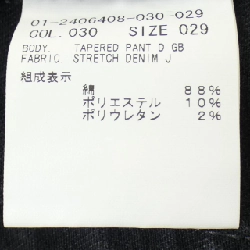 01-2406408-030-029
COL. 030 SIZE 029
BODY. TAPERED PANT D GB
FABRIC STRETCH DENIM J
組成表示
綿 88%
ポリエステル 10%
ポリウレタン 2%